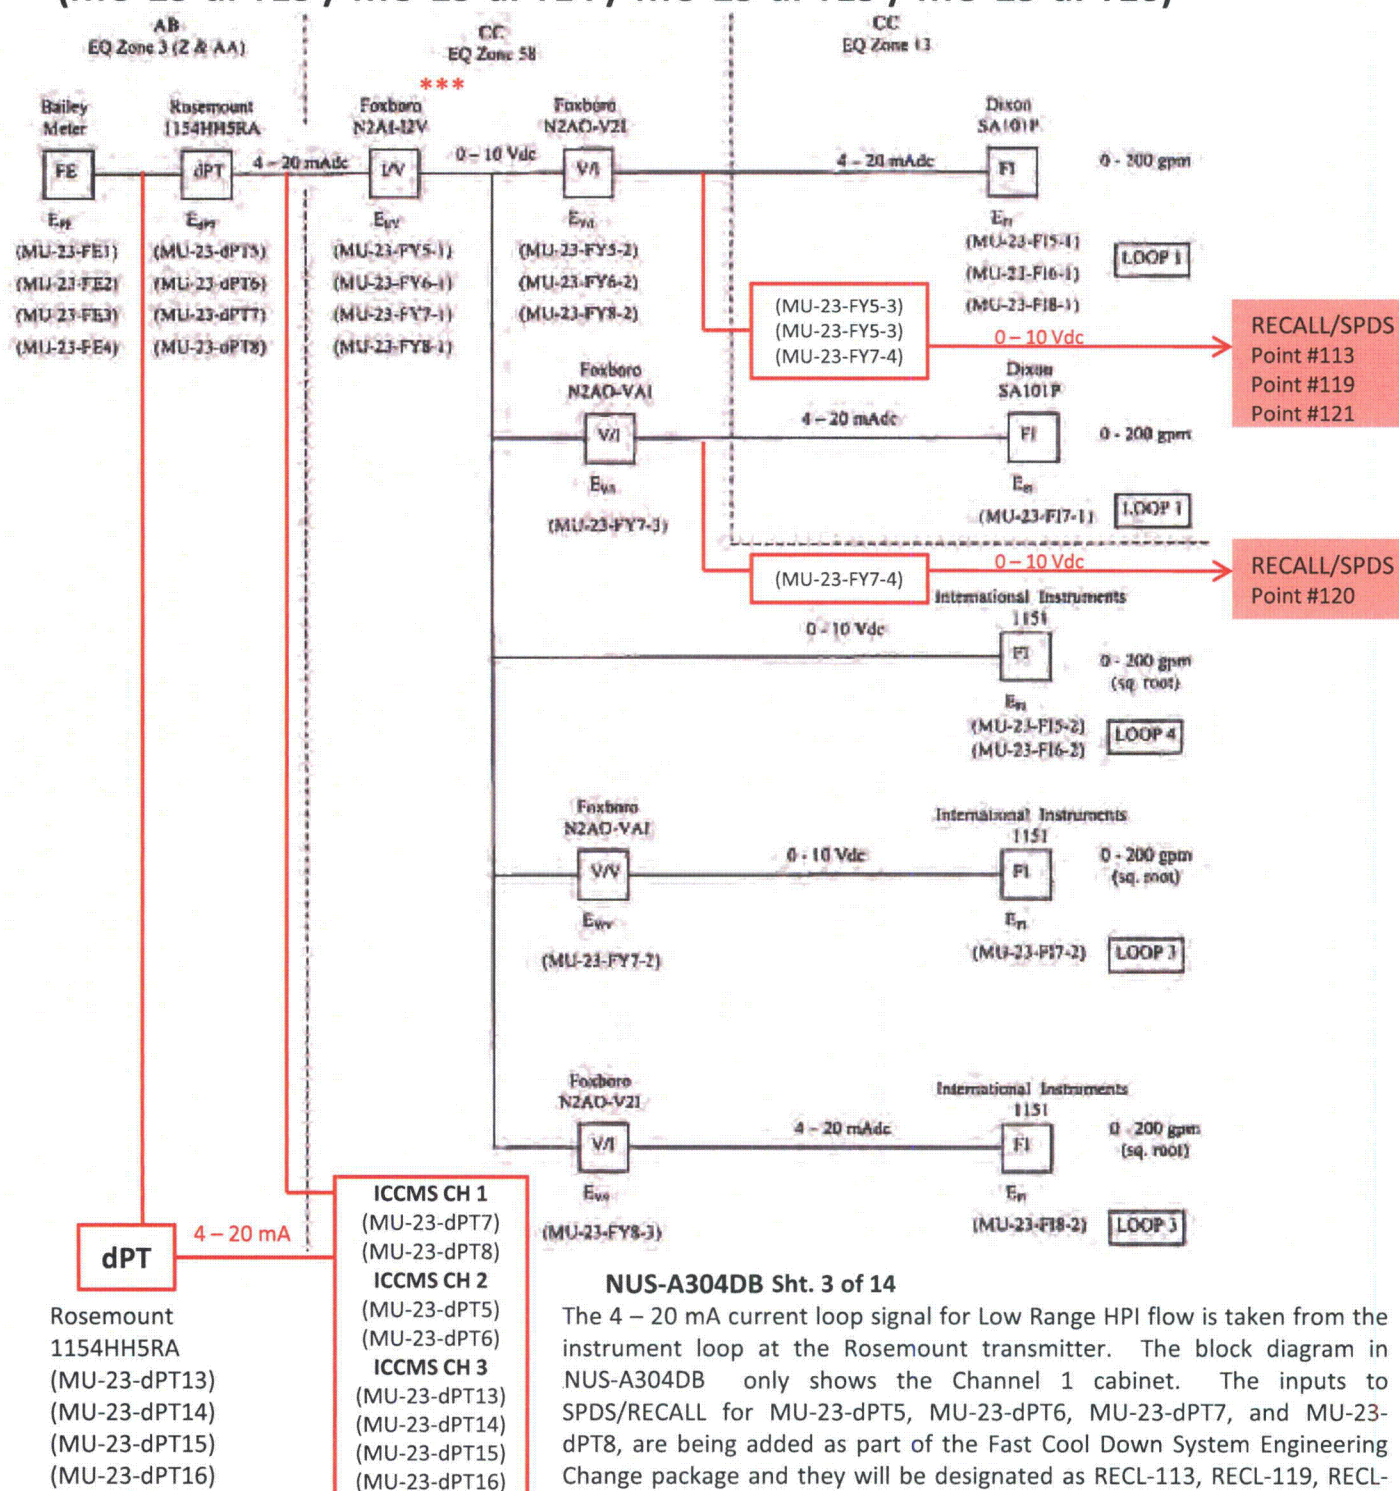 AB
EQ Zone 3 (Z & AA)
CC
EQ Zone 58
CC
EQ Zone 13
***
Bailey
Meter
FE
E
(MU-23-FE1)
(MU-23-FE2)
(MU-23-FE3)
(MU-23-FE4)
Rosemount
1154HH5RA
dPT
E
(MU-23-dPT5)
(MU-23-dPT6)
(MU-23-dPT7)
(MU-23-dPT8)
4 – 20 mAdc
Foxboro
N2AI-I2V
I/V
E
(MU-23-FY5-1)
(MU-23-FY6-1)
(MU-23-FY7-1)
(MU-23-FY8-1)
0 – 10 Vdc
Foxboro
N2AO-V2I
V/I
E
(MU-23-FY5-2)
(MU-23-FY6-2)
(MU-23-FY8-2)
4 – 20 mAdc
Dixon
SA101P
FI
0 - 200 gpm
E
(MU-23-FI5-1)
(MU-23-FI6-1)
(MU-23-FI8-1)
LOOP 1
(MU-23-FY5-3)
(MU-23-FY5-3)
(MU-23-FY7-4)
0 – 10 Vdc
RECALL/SPDS
Point #113
Point #119
Point #121
Foxboro
N2AO-VAI
V/I
E
(MU-23-FY7-3)
4 – 20 mAdc
Dixon
SA101P
FI
0 - 200 gpm
E
(MU-23-FI7-1)
LOOP 1
(MU-23-FY7-4)
0 – 10 Vdc
RECALL/SPDS
Point #120
International Instruments
1151
0 - 10 Vdc
FI
0 - 200 gpm
(sq. root)
E
(MU-23-FI5-2)
(MU-23-FI6-2)
LOOP 4
Foxboro
N2AO-VAI
V/V
E
(MU-23-FY7-2)
0 - 10 Vdc
International Instruments
1151
FI
0 - 200 gpm
(sq. root)
E
(MU-23-FI7-2)
LOOP 3
Foxboro
N2AO-V2I
V/I
E
(MU-23-FY8-3)
4 – 20 mAdc
International Instruments
1151
FI
0 - 200 gpm
(sq. root)
E
(MU-23-FI8-2)
LOOP 3
dPT
4 – 20 mA
Rosemount
1154HH5RA
(MU-23-dPT13)
(MU-23-dPT14)
(MU-23-dPT15)
(MU-23-dPT16)
ICCMS CH 1
(MU-23-dPT7)
(MU-23-dPT8)
ICCMS CH 2
(MU-23-dPT5)
(MU-23-dPT6)
ICCMS CH 3
(MU-23-dPT13)
(MU-23-dPT14)
(MU-23-dPT15)
(MU-23-dPT16)
NUS-A304DB Sht. 3 of 14
The 4 – 20 mA current loop signal for Low Range HPI flow is taken from the
instrument loop at the Rosemount transmitter. The block diagram in
NUS-A304DB only shows the Channel 1 cabinet. The inputs to
SPDS/RECALL for MU-23-dPT5, MU-23-dPT6, MU-23-dPT7, and MU-23-
dPT8, are being added as part of the Fast Cool Down System Engineering
Change package and they will be designated as RECL-113, RECL-119, RECL-